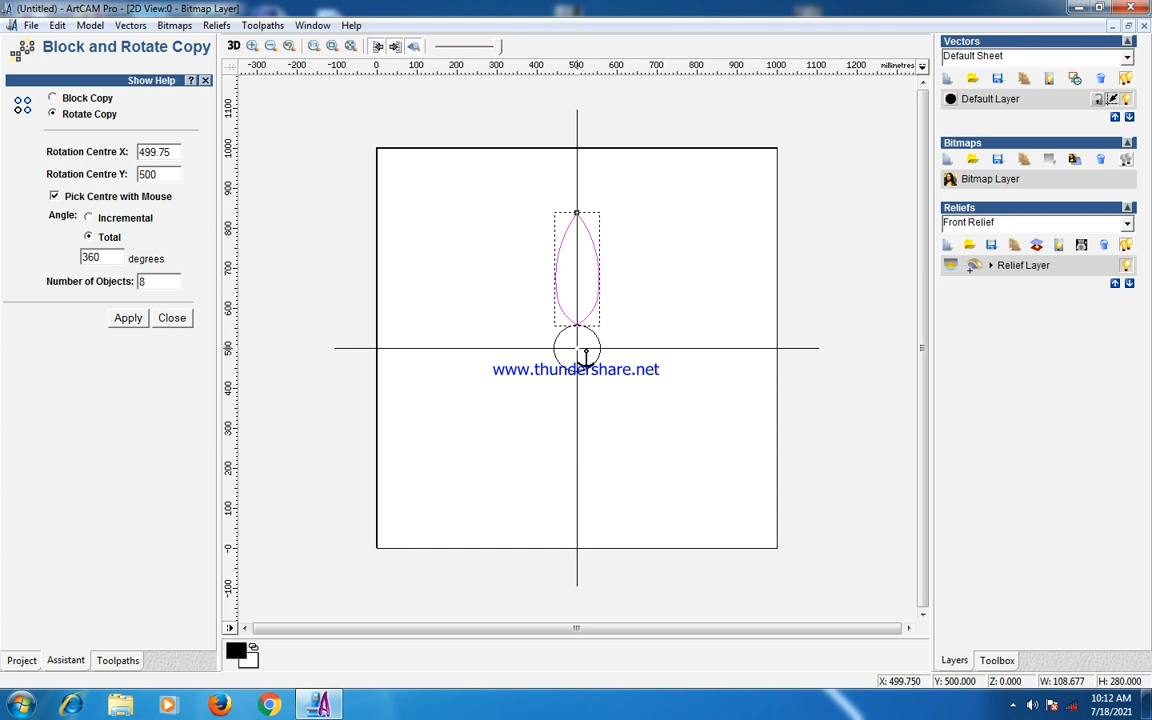 (Untitled) - ArtCAM Pro - [2D View:0 - Bitmap Layer]
File Edit Model Vectors Bitmaps Reliefs Toolpaths Window Help
Block and Rotate Copy
Show Help ?
Block Copy
Rotate Copy
Rotation Centre X: 499.75
Rotation Centre Y: 500
Pick Centre with Mouse
Angle: Incremental
Total
360 degrees
Number of Objects: 8
Apply Close
3D
-300 -200 -100 0 100 200 300 400 500 600 700 800 900 1000 1100 1200 millimetres
1100
1000
900
800
700
600
500
400
300
200
100
-0
-100
www.thundershare.net
Vectors
Default Sheet
Default Layer
Bitmaps
Bitmap Layer
Reliefs
Front Relief
Relief Layer
Project Assistant Toolpaths
Layers Toolbox
X: 499.750 Y: 500.000 Z: 0.000 W: 108.677 H: 280.000
10:12 AM
7/18/2021